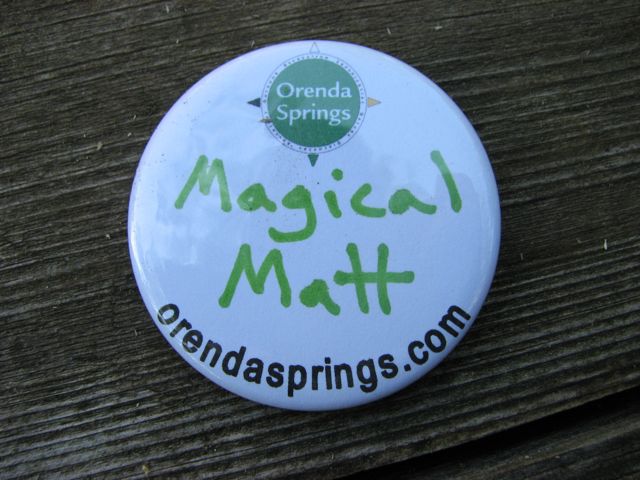 Orenda
Springs
Magical
Matt
orendasprings.com